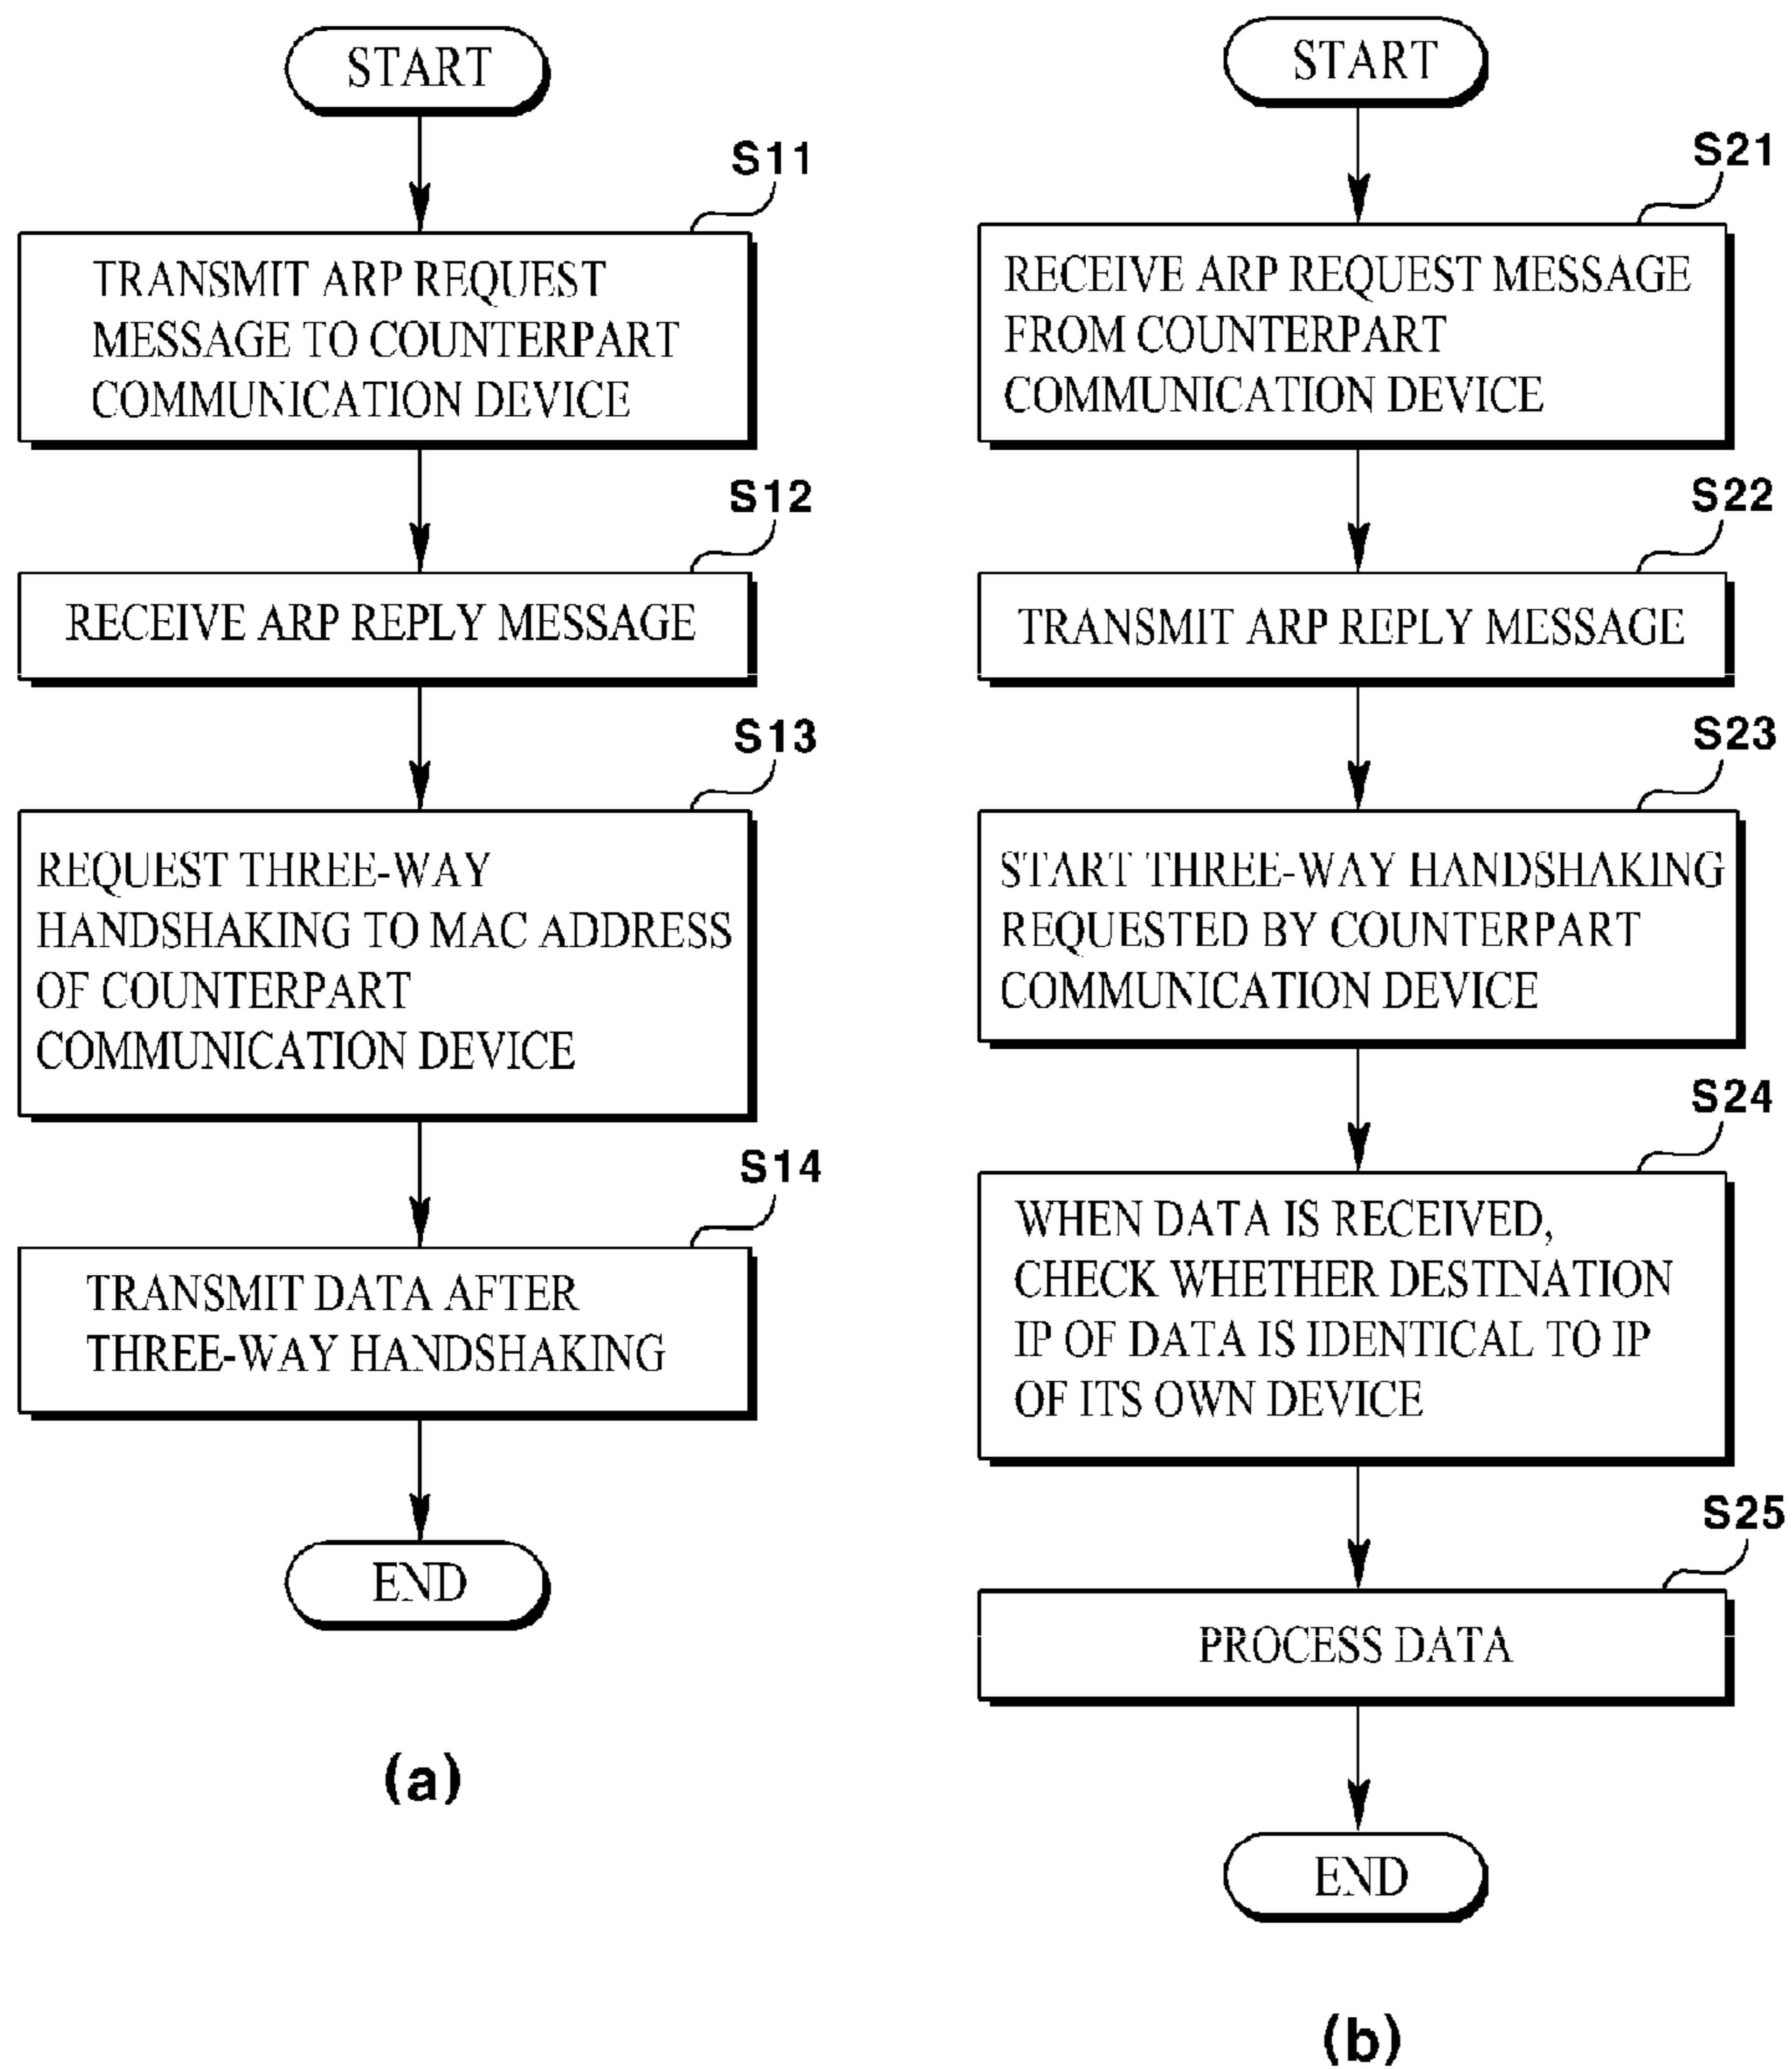 START
S11
TRANSMIT ARP REQUEST
MESSAGE TO COUNTERPART
COMMUNICATION DEVICE
S12
RECEIVE ARP REPLY MESSAGE
S13
REQUEST THREE-WAY
HANDSHAKING TO MAC ADDRESS
OF COUNTERPART
COMMUNICATION DEVICE
S14
TRANSMIT DATA AFTER
THREE-WAY HANDSHAKING
END
(a)
START
S21
RECEIVE ARP REQUEST MESSAGE
FROM COUNTERPART
COMMUNICATION DEVICE
S22
TRANSMIT ARP REPLY MESSAGE
S23
START THREE-WAY HANDSHAKING
REQUESTED BY COUNTERPART
COMMUNICATION DEVICE
S24
WHEN DATA IS RECEIVED,
CHECK WHETHER DESTINATION
IP OF DATA IS IDENTICAL TO IP
OF ITS OWN DEVICE
S25
PROCESS DATA
END
(b)